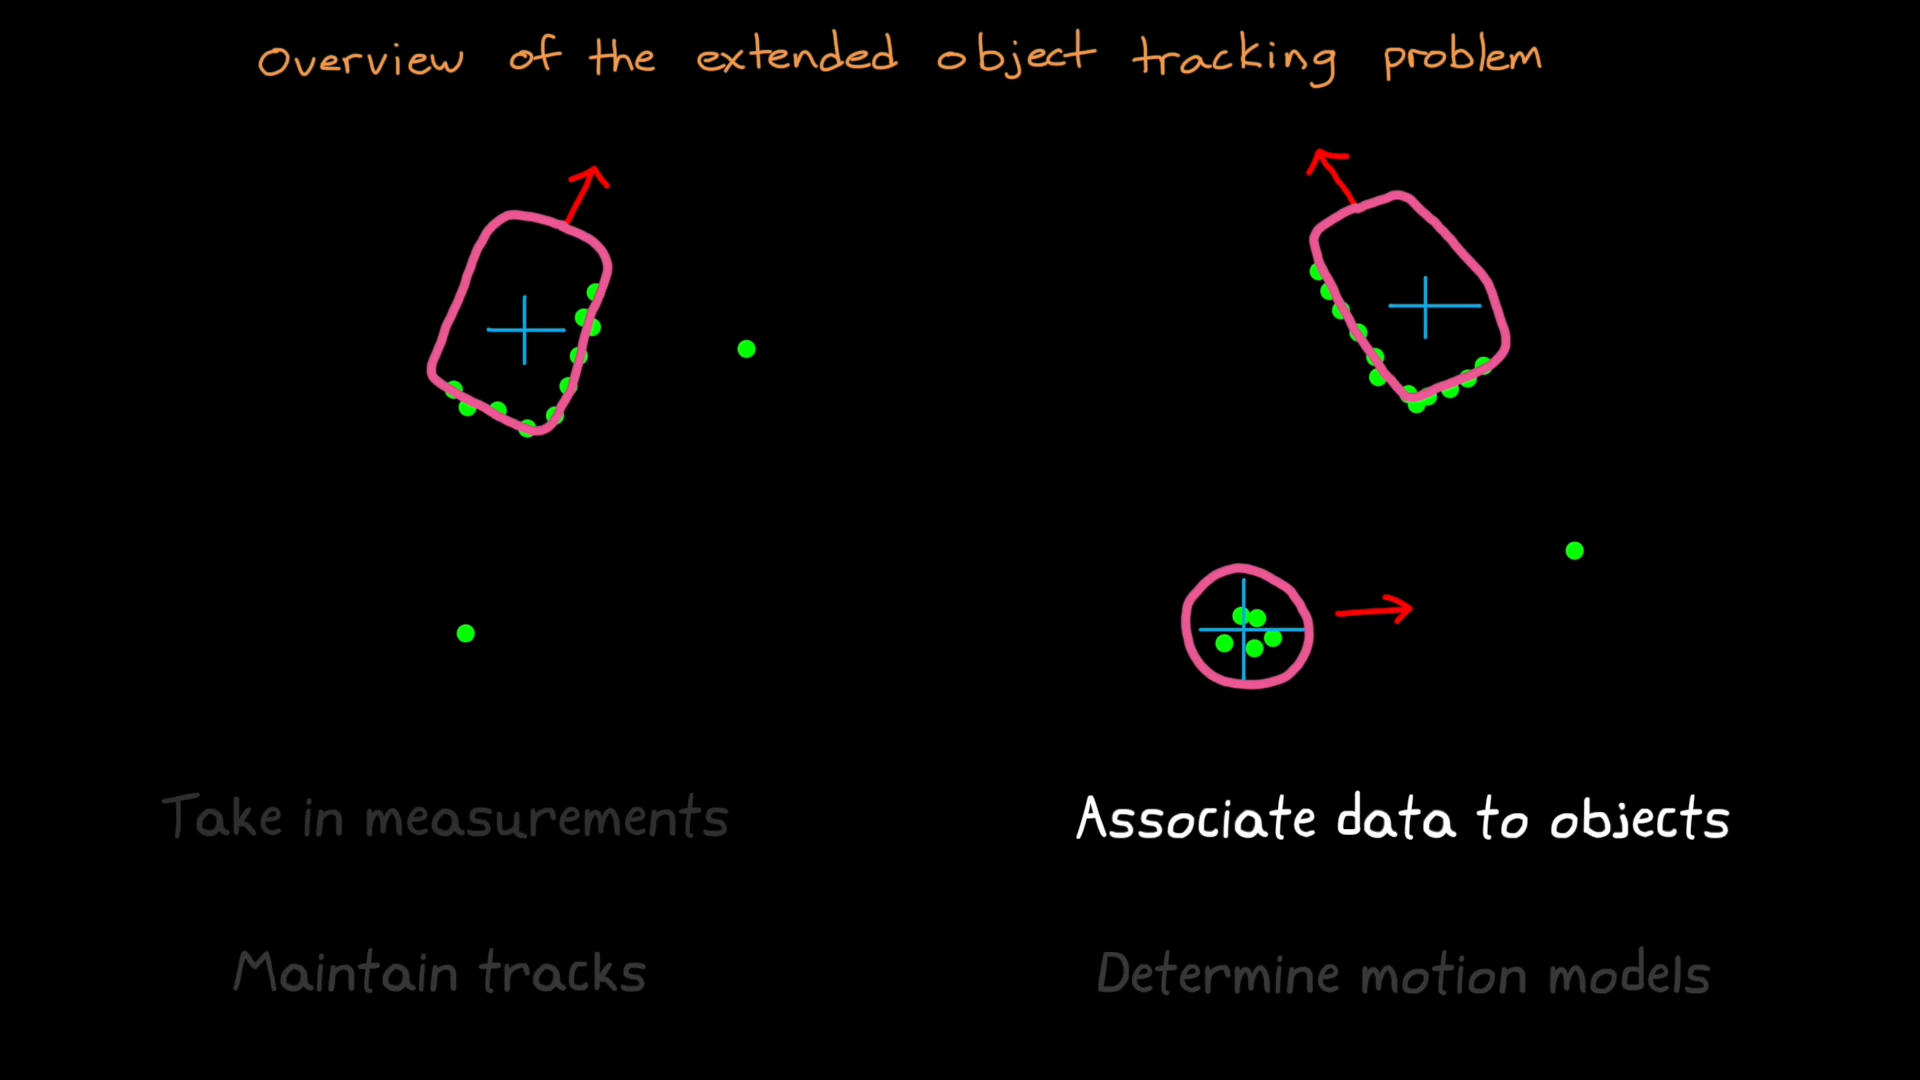 Overview of the extended object tracking problem
Take in measurements
Associate data to objects
Maintain tracks
Determine motion models